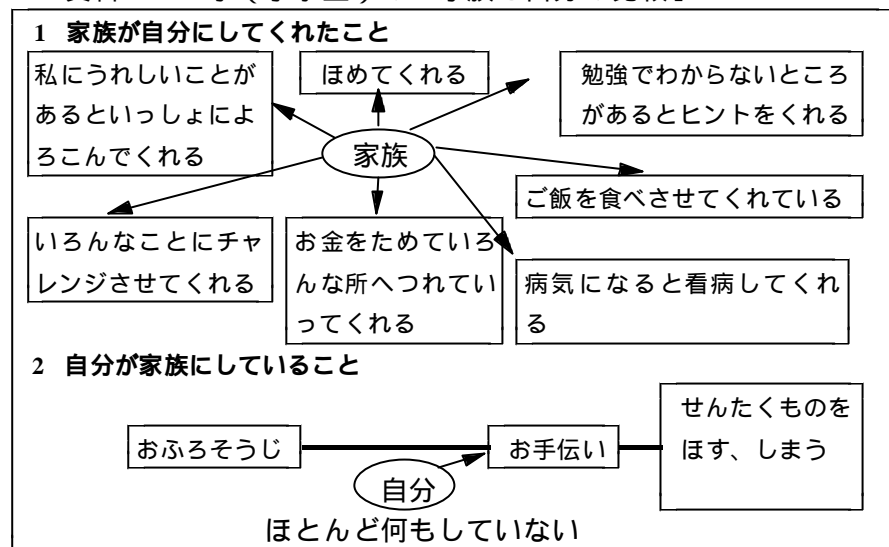 1 家族が自分にしてくれたこと
私にうれしいことが
あるといっしょによ
ろこんでくれる
ほめてくれる
勉強でわからないところ
があるとヒントをくれる
家族
ご飯を食べさせてくれている
いろんなことにチャ
レンジさせてくれる
お金をためていろ
んな所へつれてい
ってくれる
病気になると看病してくれ
る
2 自分が家族にしていること
おふろそうじ
お手伝い
せんたくものを
ほす、しまう
自分
ほとんど何もしていない